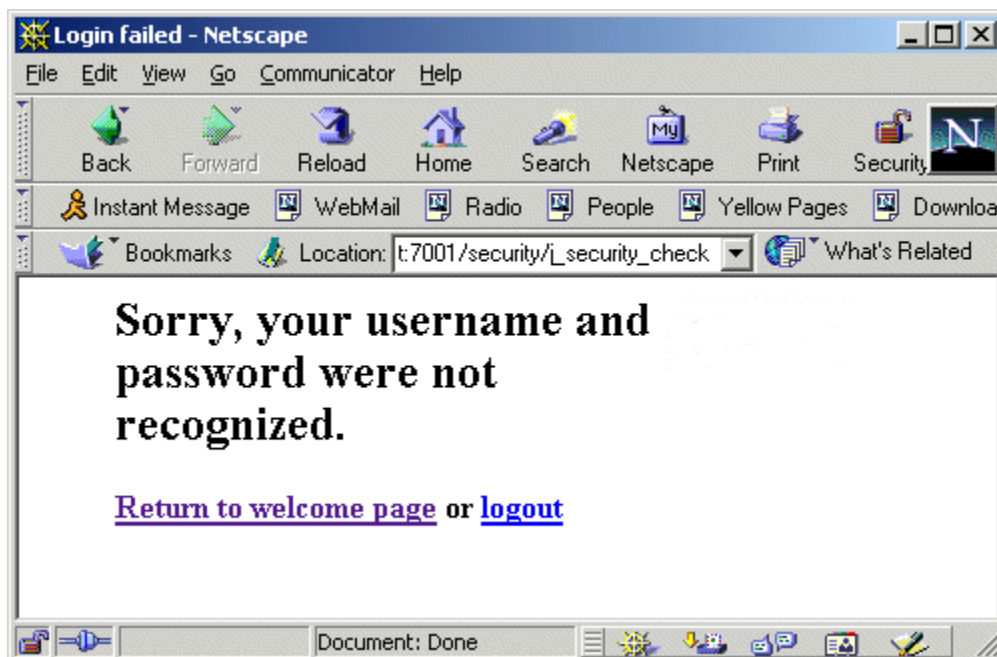 Login failed - Netscape
File Edit View Go Communicator Help
My N
Back Forward Reload Home Search Netscape Print Security
Instant Message WebMail Radio People Yellow Pages Downloa
Bookmarks Location: t:7001/security/j_security_check What's Related
Sorry, your username and
password were not
recognized.
Return to welcome page or logout
Document: Done